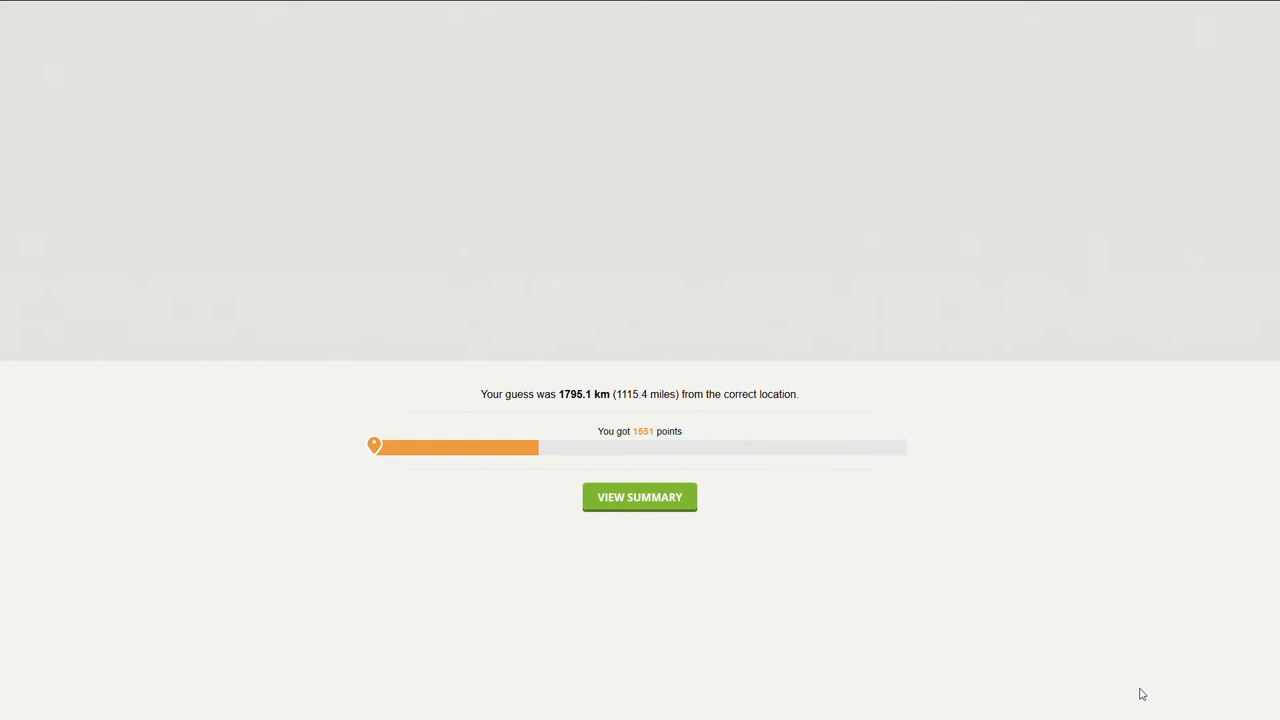 Your guess was 1795.1 km (1115.4 miles) from the correct location.
You got 1551 points
VIEW SUMMARY